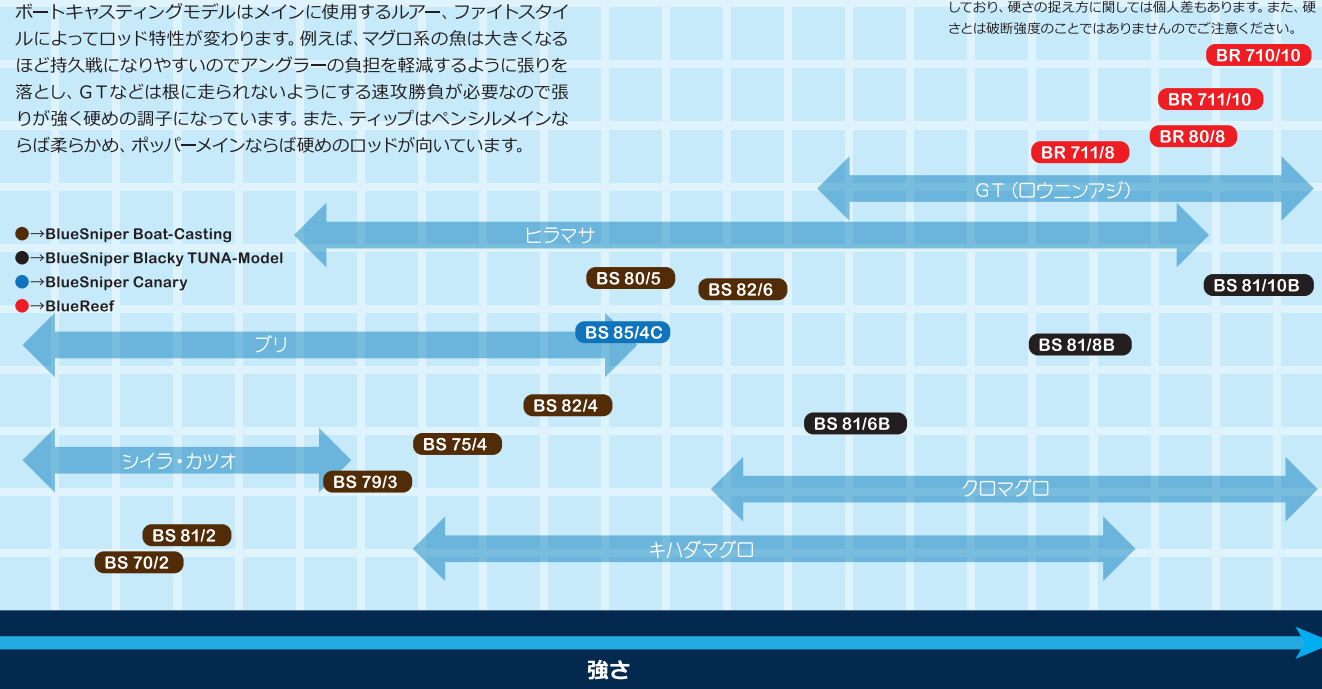 ボートキャスティングモデルはメインに使用するルアー、ファイトスタイ
ルによってロッド特性が変わります。例えば、マグロ系の魚は大きくなる
ほど持久戦になりやすいのでアングラーの負担を軽減するように張りを
落とし、GTなどは根に走られないようにする速攻勝負が必要なので張
りが強く硬めの調子になっています。また、ティップはペンシルメインな
らば柔らかめ、ポッパーメインならば硬めのロッドが向いています。
しており、硬さの捉え方に関しては個人差もあります。また、硬
さとは破断強度のことではありませんのでご注意ください。
BR 710/10
BR 711/10
BR 80/8
BR 711/8
GT(ロウニンアジ)
ヒラマサ
●→BlueSniper Boat-Casting
●→BlueSniper Blacky TUNA-Model
●→BlueSniper Canary
●→BlueReef
BS 80/5
BS 82/6
BS 81/10B
BS 85/4C
ブリ
BS 81/8B
BS 82/4
BS 81/6B
BS 75/4
シイラ・カツオ
BS 79/3
クロマグロ
BS 81/2
キハダマグロ
BS 70/2
強さ